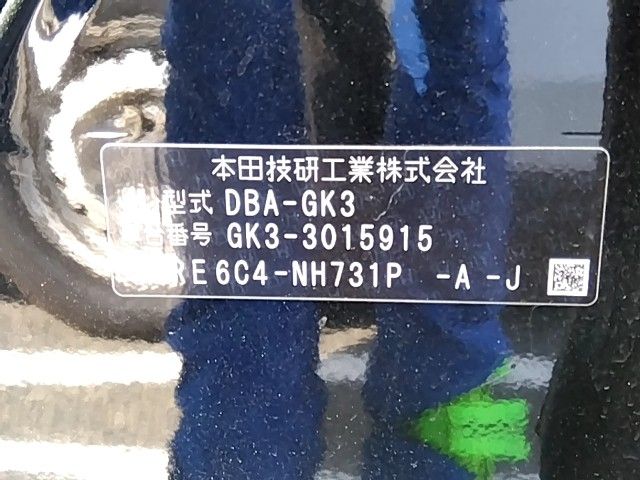 本田技研工業株式会社
型式 DBA-GK3
番号 GK3-3015915
RE6C4-NH731P -A -J